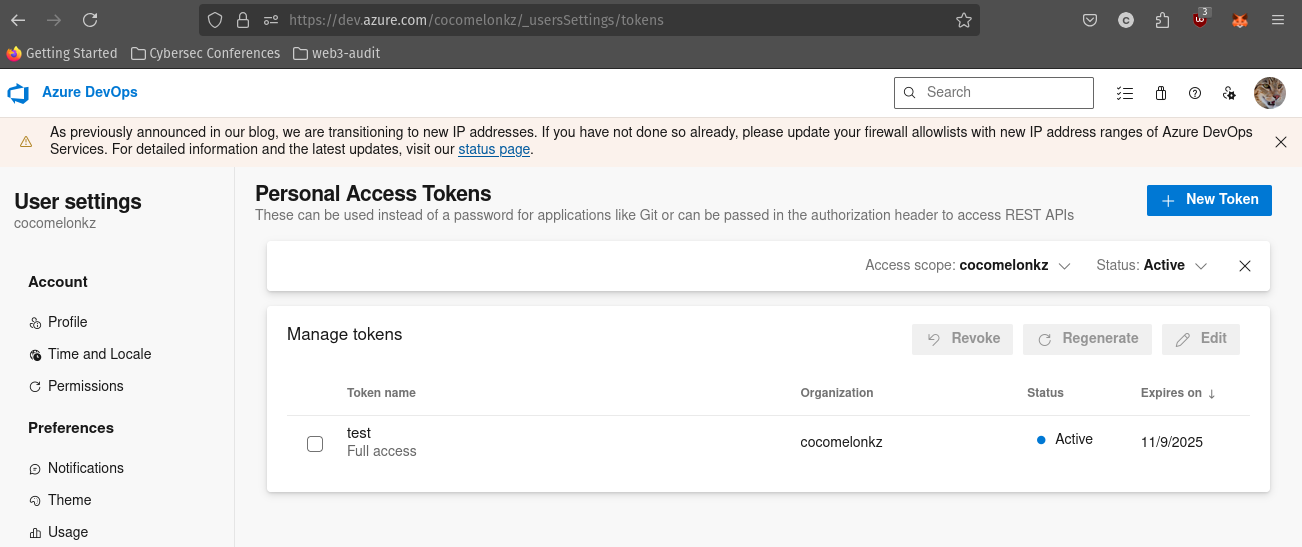 https://dev.azure.com/cocomelonkz/_usersSettings/tokens
C
3
Getting Started Cybersec Conferences web3-audit
Azure DevOps
Search
As previously announced in our blog, we are transitioning to new IP addresses. If you have not done so already, please update your firewall allowlists with new IP address ranges of Azure DevOps
Services. For detailed information and the latest updates, visit our status page.
User settings
cocomelonkz
Account
Profile
Time and Locale
Permissions
Preferences
Notifications
Theme
Usage
Personal Access Tokens
These can be used instead of a password for applications like Git or can be passed in the authorization header to access REST APIs
New Token
Access scope: cocomelonkz Status: Active
Manage tokens
Revoke Regenerate Edit
Token name Organization Status Expires on
test cocomelonkz Active 11/9/2025
Full access